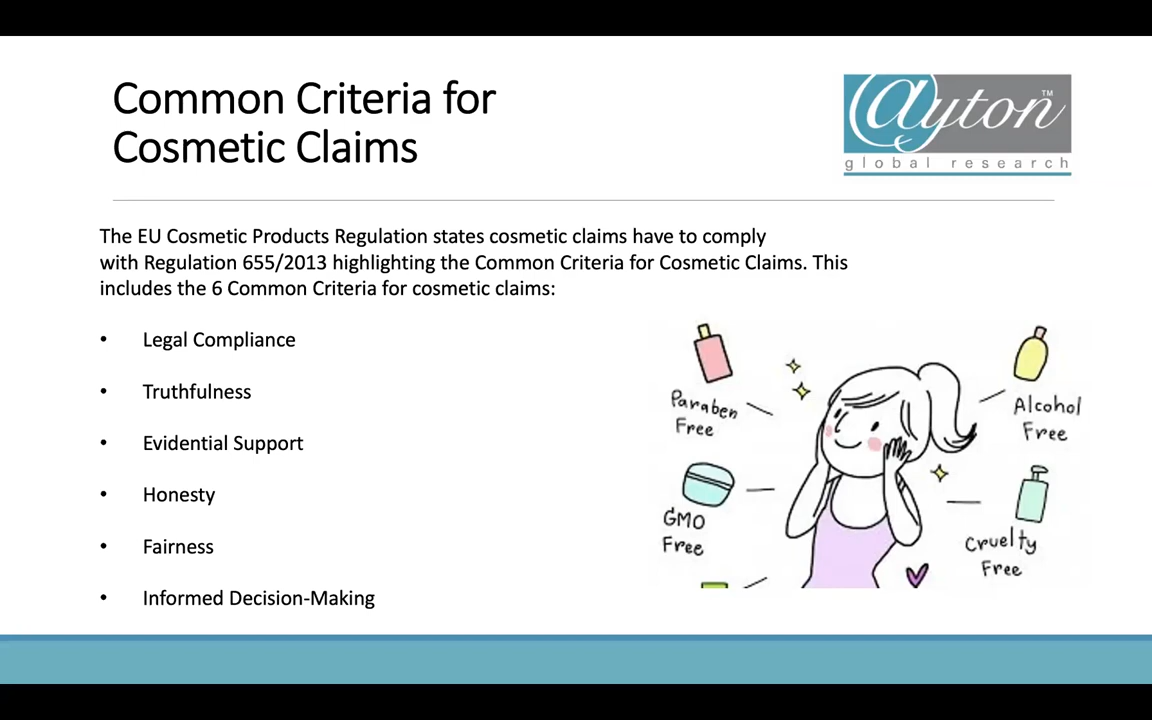 Common Criteria for
Cosmetic Claims
@yton™
global research
The EU Cosmetic Products Regulation states cosmetic claims have to comply
with Regulation 655/2013 highlighting the Common Criteria for Cosmetic Claims. This
includes the 6 Common Criteria for cosmetic claims:
• Legal Compliance
• Truthfulness
• Evidential Support
• Honesty
• Fairness
• Informed Decision-Making
Paraben
Free
Alcohol
Free
GMO
Free
Cruelty
Free